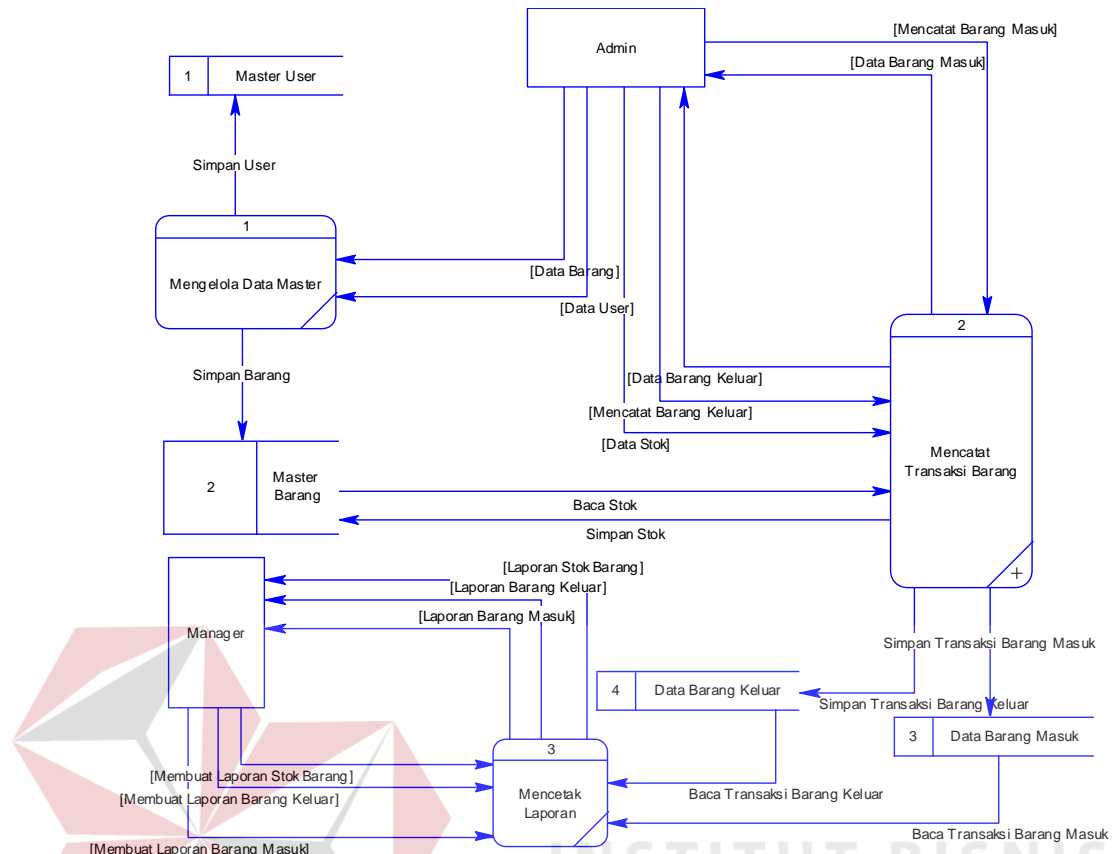 Admin
[Mencatat Barang Masuk]
[Data Barang Masuk]
1
Master User
Simpan User
1
Mengelola Data Master
[Data Barang]
[Data User]
2
Simpan Barang
[Data Barang Keluar]
[Mencatat Barang Keluar]
[Data Stok]
Mencatat
Transaksi Barang
2
Master
Barang
Baca Stok
Simpan Stok
[Laporan Stok Barang]
[Laporan Barang Keluar]
[Laporan Barang Masuk]
Manager
Simpan Transaksi Barang Masuk
4
Data Barang Keluar
Simpan Transaksi Barang Keluar
3
Data Barang Masuk
3
[Membuat Laporan Stok Barang]
[Membuat Laporan Barang Keluar]
Mencetak
Laporan
Baca Transaksi Barang Keluar
Baca Transaksi Barang Masuk
[Membuat Laporan Barang Masuk]
INSTITUT BISNIS